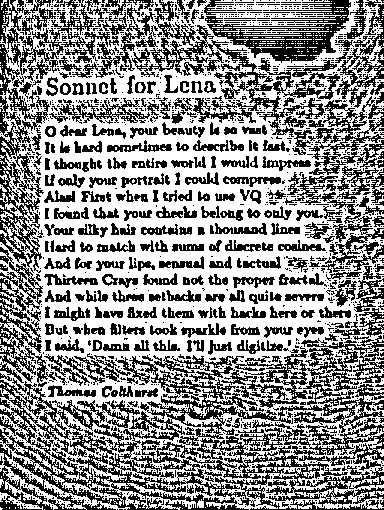 Sonnet for Lena
O dear Lena, your beauty is so vast
It is hard sometimes to describe it fast.
I thought the entire world I would impress
If only your portrait I could compress.
Alas! First when I tried to use VQ
I found that your cheeks belong to only you.
Your silky hair contains a thousand lines
Hard to match with sums of discrete cosines.
And for your lips, sensual and tactual
Thirteen Crays found not the proper fractal.
And while these setbacks are all quite severe
I might have fixed them with hacks here or there
But when filters took sparkle from your eyes
I said, 'Damn all this. I'll just digitize.'
Thomas Colthurst